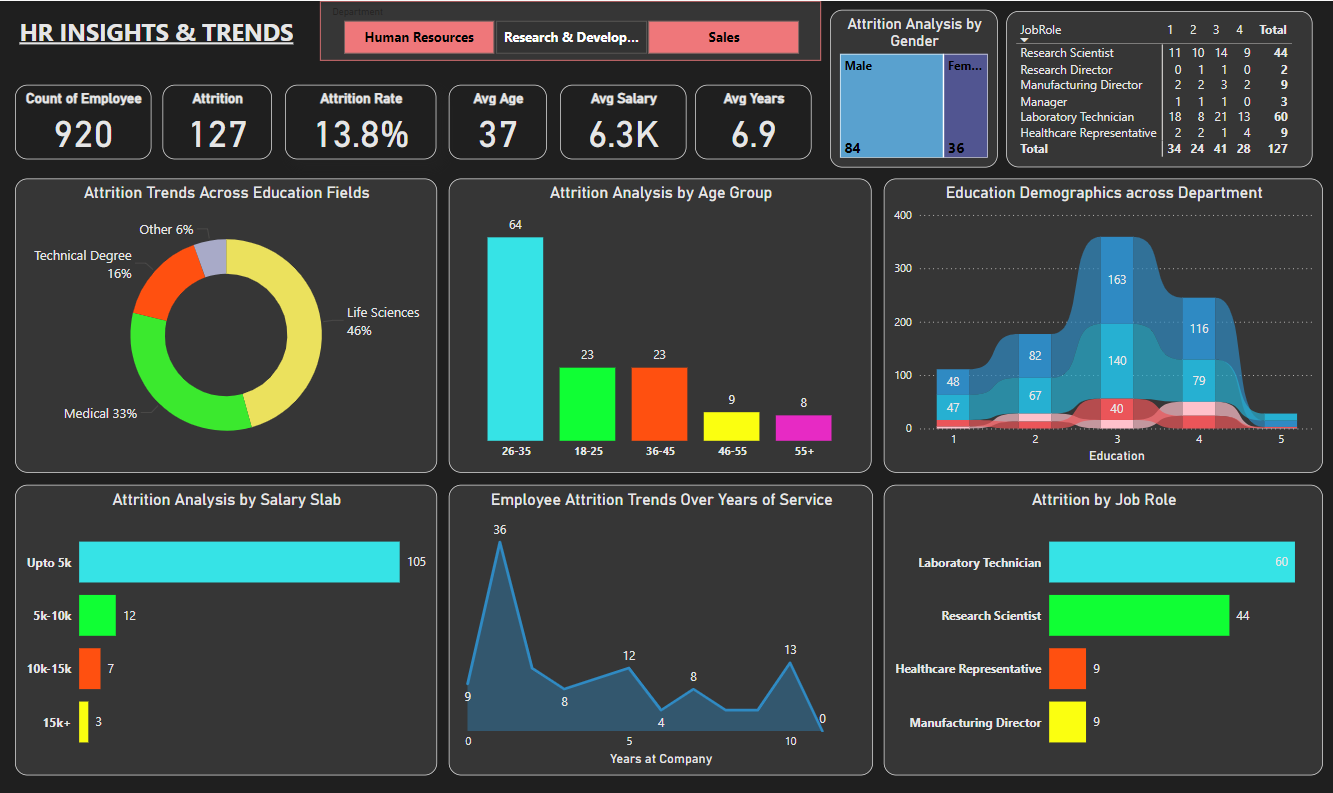 HR INSIGHTS & TRENDS
Department
Human Resources
Research & Develop...
Sales
Count of Employee
920
Attrition
127
Attrition Rate
13.8%
Avg Age
37
Avg Salary
6.3K
Avg Years
6.9
Attrition Analysis by
Gender
Male
Fem...
84
36
JobRole 1 2 3 4 Total
Research Scientist 11 10 14 9 44
Research Director 0 1 1 0 2
Manufacturing Director 2 2 3 2 9
Manager 1 1 1 0 3
Laboratory Technician 18 8 21 13 60
Healthcare Representative 2 2 1 4 9
Total 34 24 41 28 127
Attrition Trends Across Education Fields
Other 6%
Technical Degree
16%
Life Sciences
46%
Medical 33%
Attrition Analysis by Age Group
64
23
23
9
8
26-35
18-25
36-45
46-55
55+
Education Demographics across Department
400
300
200
100
0
48
47
82
67
163
140
40
116
79
1
2
3
4
5
Education
Attrition Analysis by Salary Slab
Upto 5k
105
5k-10k
12
10k-15k
7
15k+
3
Employee Attrition Trends Over Years of Service
36
9
8
12
4
8
13
0
0
5
10
Years at Company
Attrition by Job Role
Laboratory Technician
60
Research Scientist
44
Healthcare Representative
9
Manufacturing Director
9